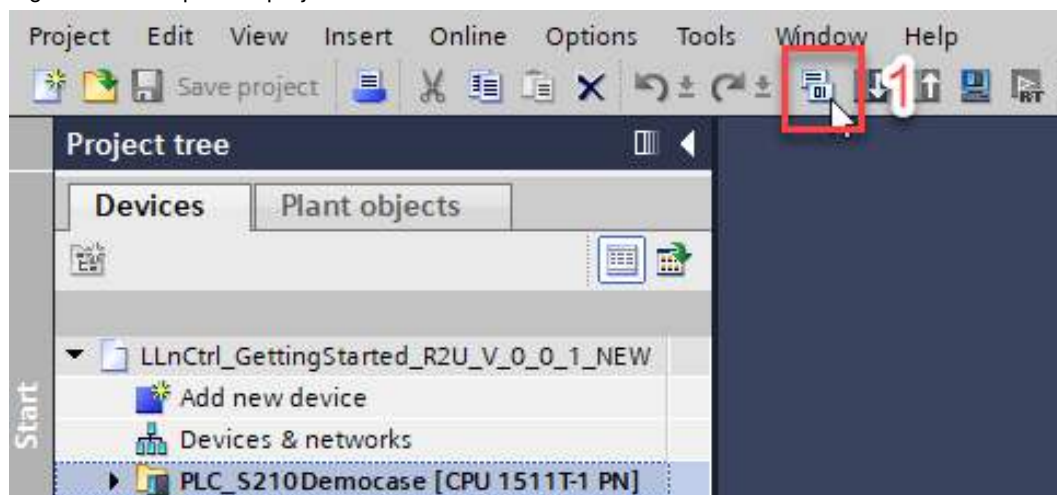 Project Edit View Insert Online Options Tools Window Help
Save project 1 RT
Project tree
Devices Plant objects
LLnCtrl_GettingStarted_R2U_V_0_0_1_NEW
Add new device
Devices & networks
PLC_S210Democase [CPU 1511T-1 PN]
Start